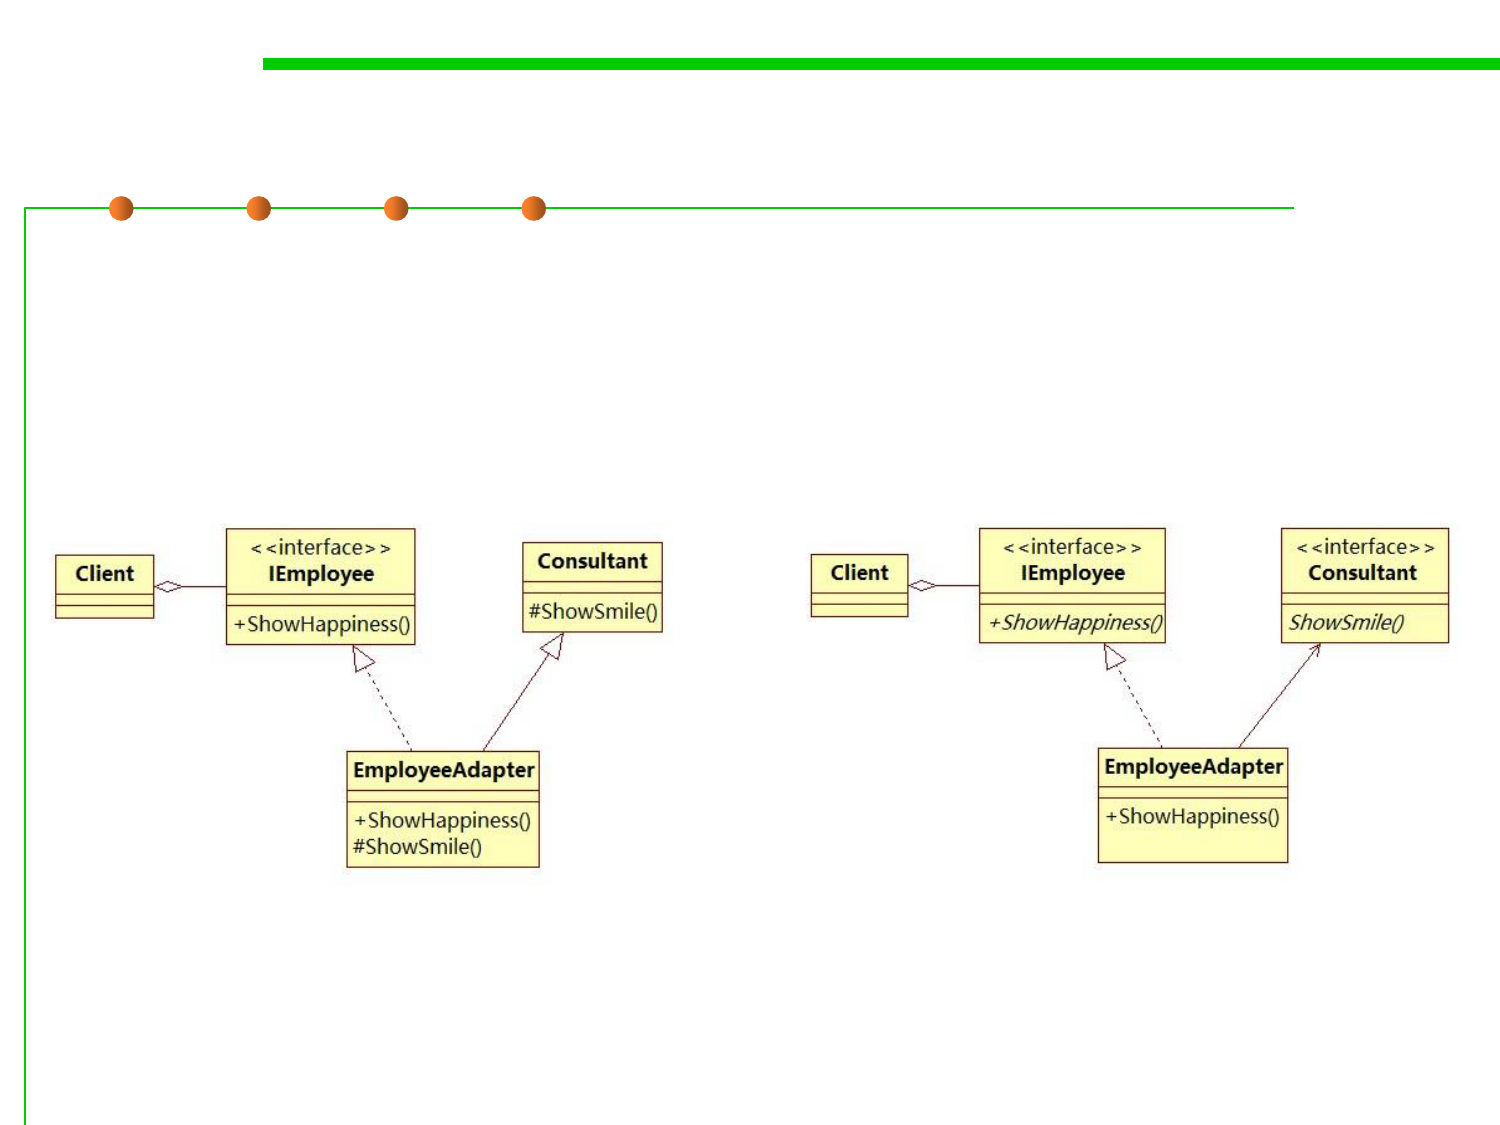 Client
< <interface> >
IEmployee
+ShowHappiness()
Consultant
#ShowSmile()
EmployeeAdapter
+ShowHappiness()
#ShowSmile()
Client
< <interface> >
IEmployee
+ShowHappiness()
< <interface> >
Consultant
ShowSmile()
EmployeeAdapter
+ShowHappiness()